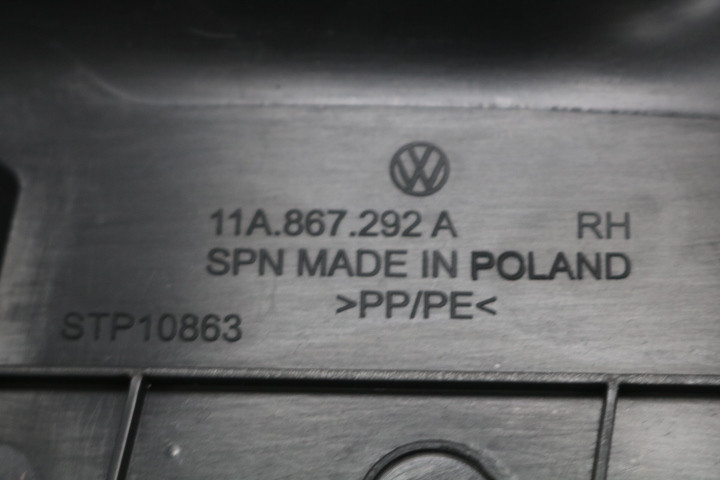 11A.867.292 A RH
SPN MADE IN POLAND
>PP/PE<
STP10863